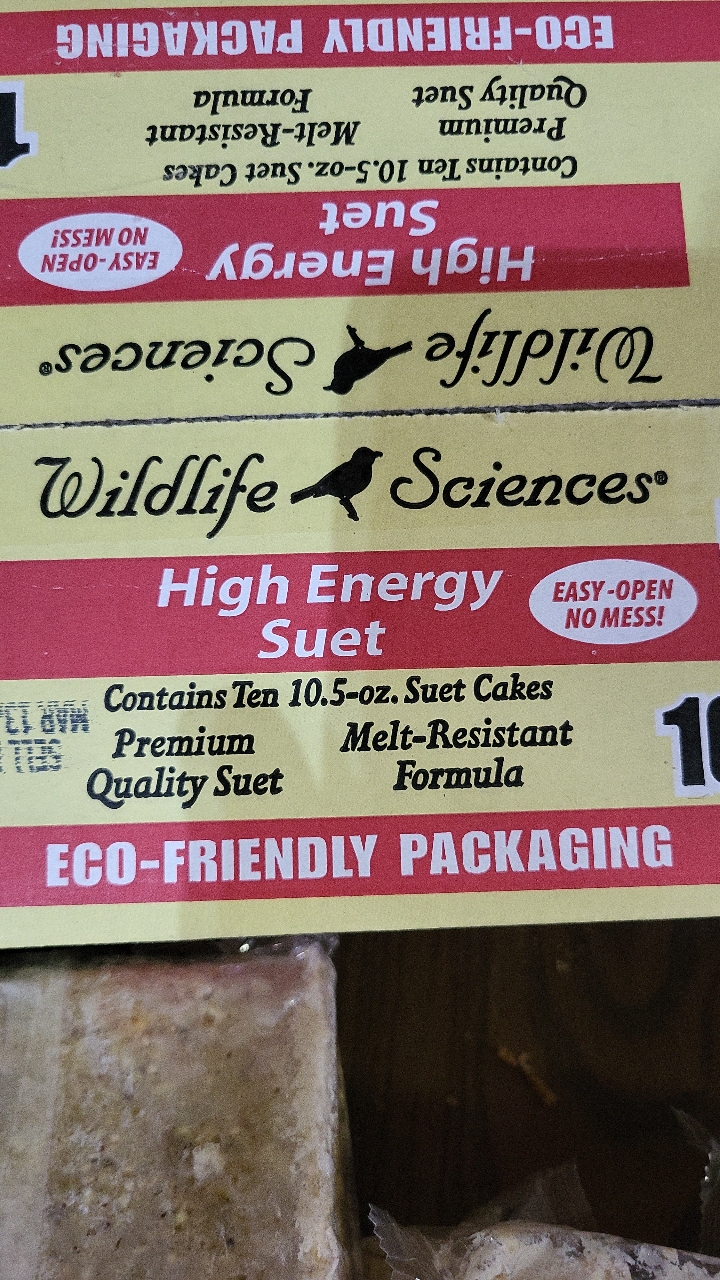 ECO-FRIENDLY PACKAGING
Premium Quality Suet
Melt-Resistant Formula
Contains Ten 10.5-oz. Suet Cakes
High Energy
Suet
EASY-OPEN
NO MESS!
Wildlife Sciences®
Wildlife Sciences®
High Energy
Suet
EASY-OPEN
NO MESS!
Contains Ten 10.5-oz. Suet Cakes
Premium
Quality Suet
Melt-Resistant
Formula
10
ECO-FRIENDLY PACKAGING